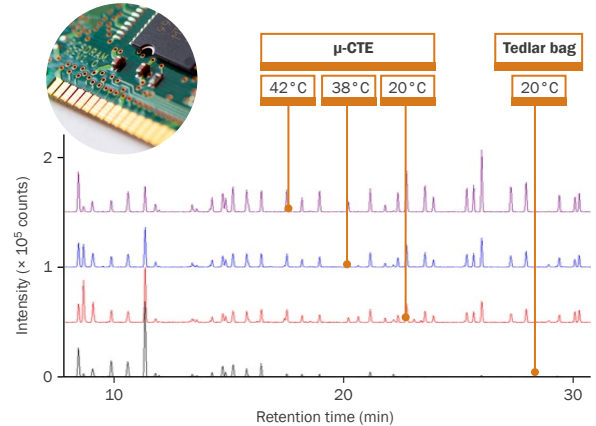 µ-CTE
Tedlar bag
42°C
38°C
20°C
20°C
2
1
0
Intensity (× 10⁵ counts)
10
20
30
Retention time (min)